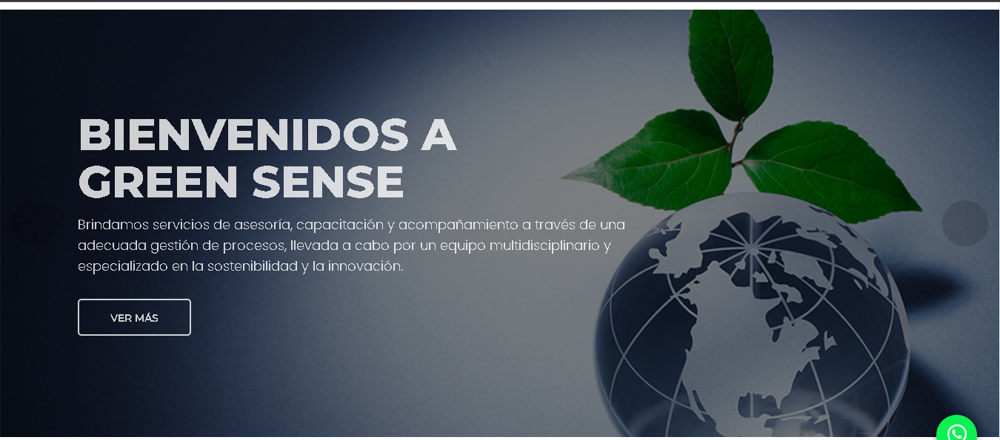 BIENVENIDOS A
GREEN SENSE
Brindamos servicios de asesoría, capacitación y acompañamiento a través de una
adecuada gestión de procesos, llevada a cabo por un equipo multidisciplinario y
especializado en la sostenibilidad y la innovación.
VER MÁS